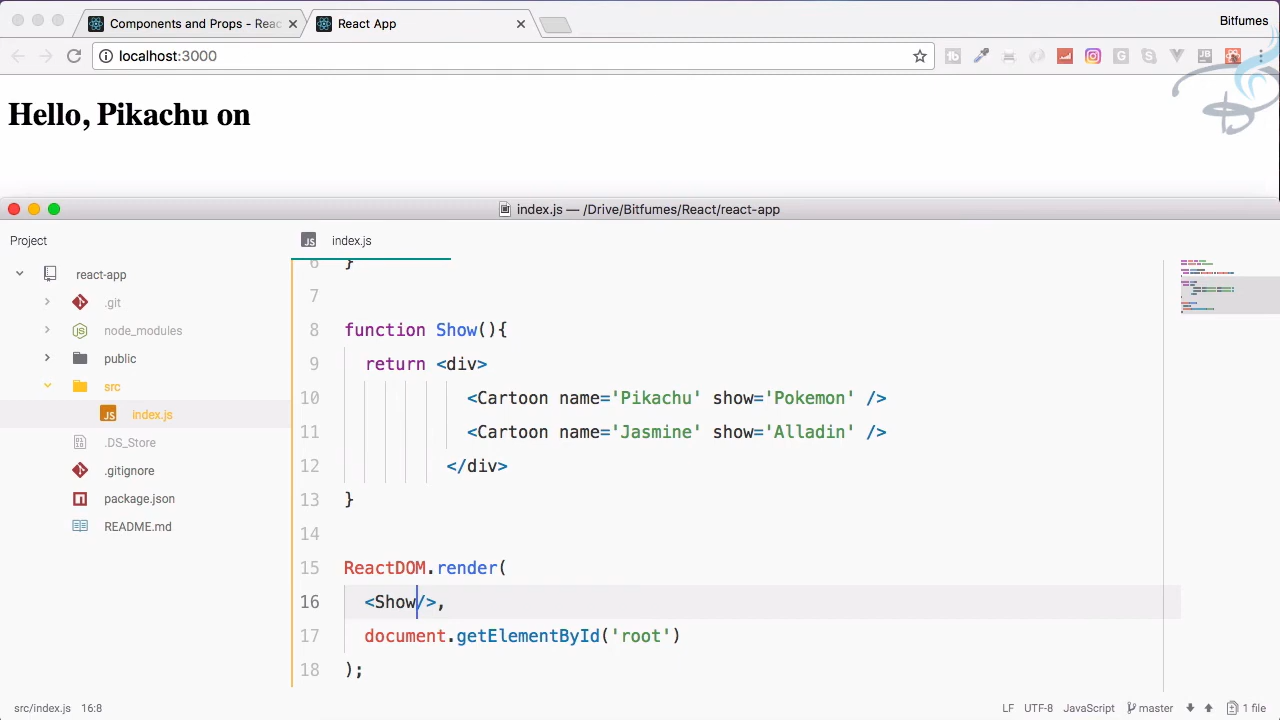 Components and Props - Reac
React App
Bitfumes
localhost:3000
Hello, Pikachu on
index.js — /Drive/Bitfumes/React/react-app
Project
index.js
react-app
.git
node_modules
public
src
index.js
.DS_Store
.gitignore
package.json
README.md
6 }
7
8 function Show(){
9 return <div>
10 <Cartoon name='Pikachu' show='Pokemon' />
11 <Cartoon name='Jasmine' show='Alladin' />
12 </div>
13 }
14
15 ReactDOM.render(
16 <Show/>,
17 document.getElementById('root')
18 );
src/index.js 16:8
LF UTF-8 JavaScript master 1 file